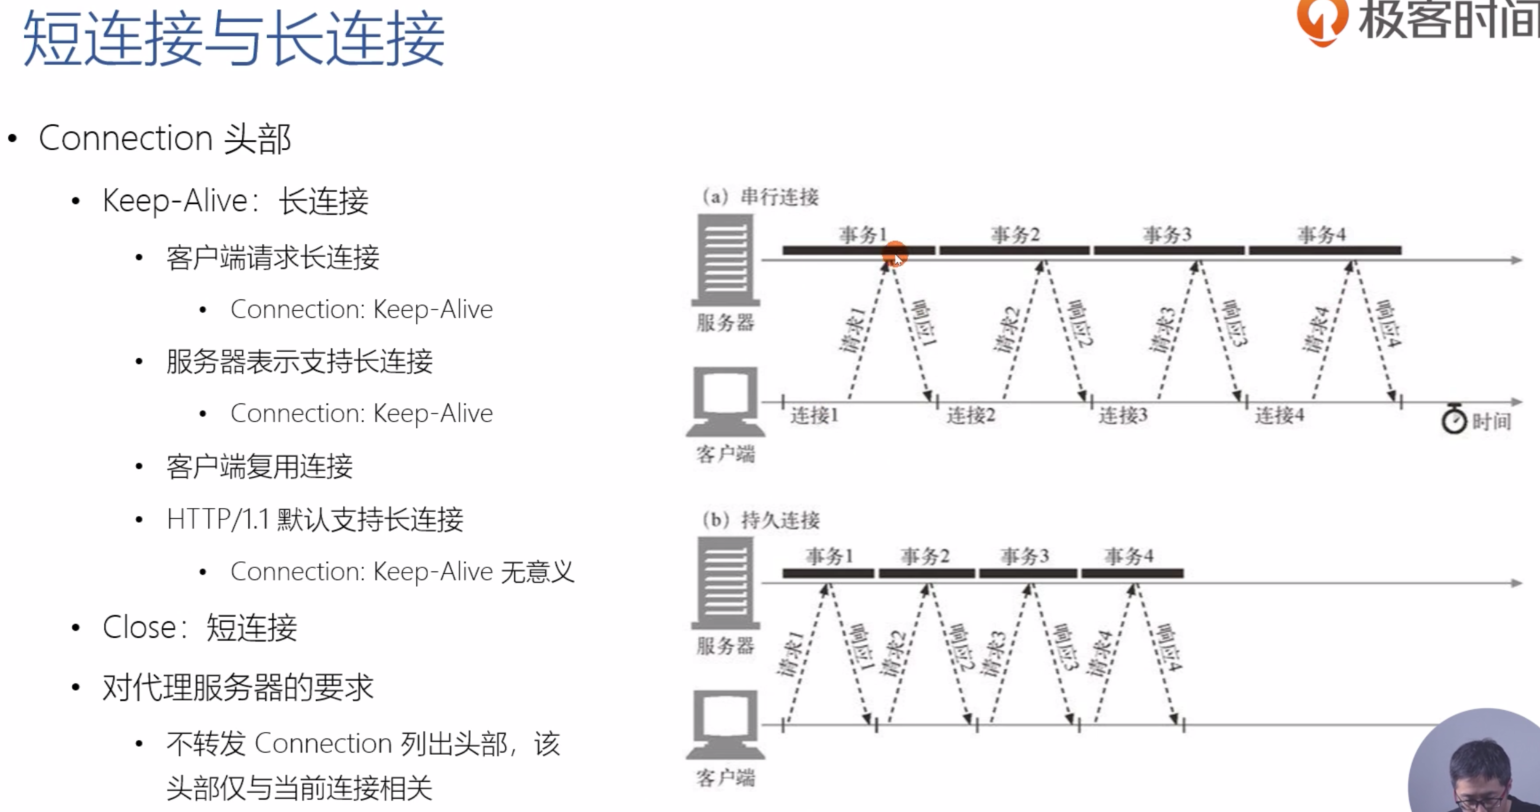 短连接与长连接
极客时间
• Connection 头部
• Keep-Alive：长连接
• 客户端请求长连接
• Connection: Keep-Alive
• 服务器表示支持长连接
• Connection: Keep-Alive
• 客户端复用连接
• HTTP/1.1 默认支持长连接
• Connection: Keep-Alive 无意义
• Close：短连接
• 对代理服务器的要求
• 不转发 Connection 列出头部，该
头部仅与当前连接相关
（a）串行连接
事务1 事务2 事务3 事务4
服务器
请求1 响应1 请求2 响应2 请求3 响应3 请求4 响应4
连接1 连接2 连接3 连接4
时间
客户端
（b）持久连接
事务1 事务2 事务3 事务4
服务器
请求1 响应1 请求2 响应2 请求3 响应3 请求4 响应4
客户端